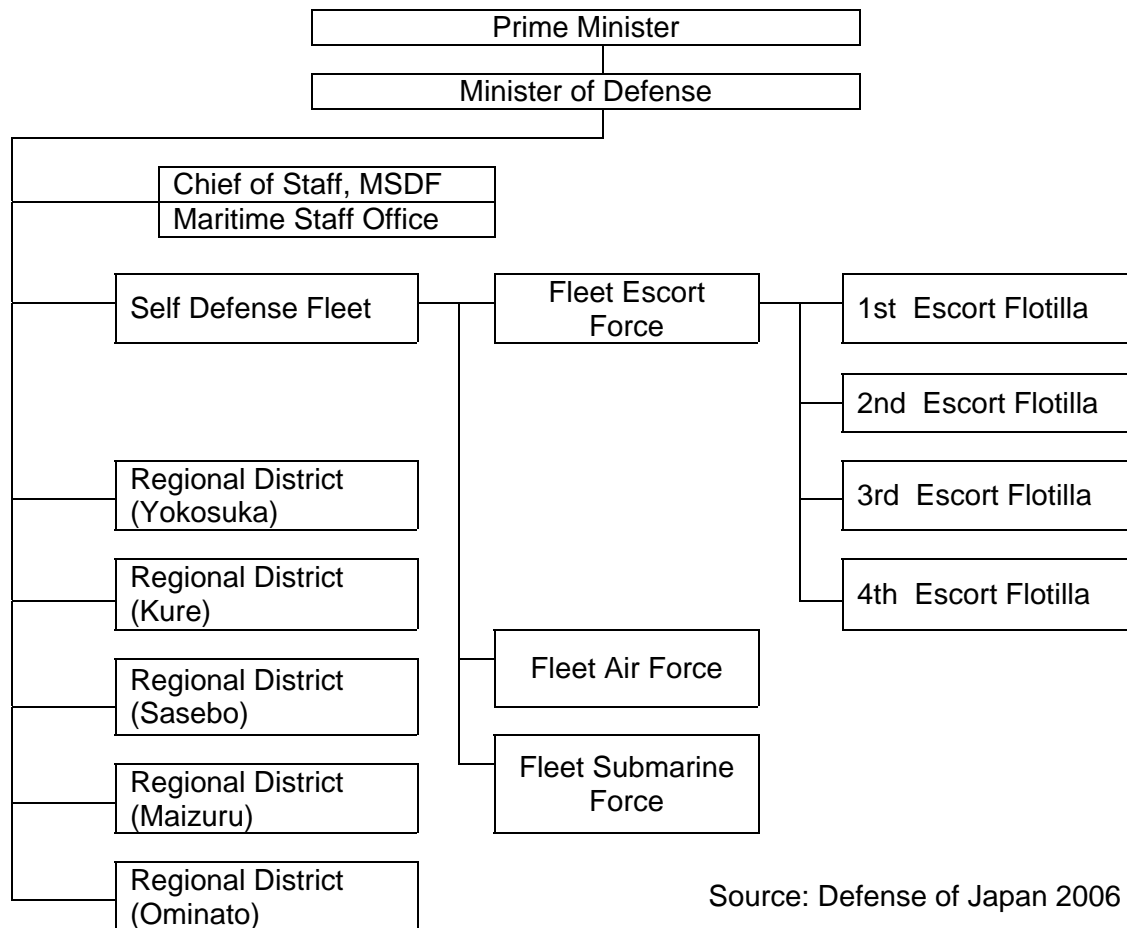 Prime Minister
Minister of Defense
Chief of Staff, MSDF
Maritime Staff Office
Self Defense Fleet
Fleet Escort
Force
1st Escort Flotilla
2nd Escort Flotilla
3rd Escort Flotilla
4th Escort Flotilla
Regional District
(Yokosuka)
Regional District
(Kure)
Regional District
(Sasebo)
Regional District
(Maizuru)
Regional District
(Ominato)
Fleet Air Force
Fleet Submarine
Force
Source: Defense of Japan 2006